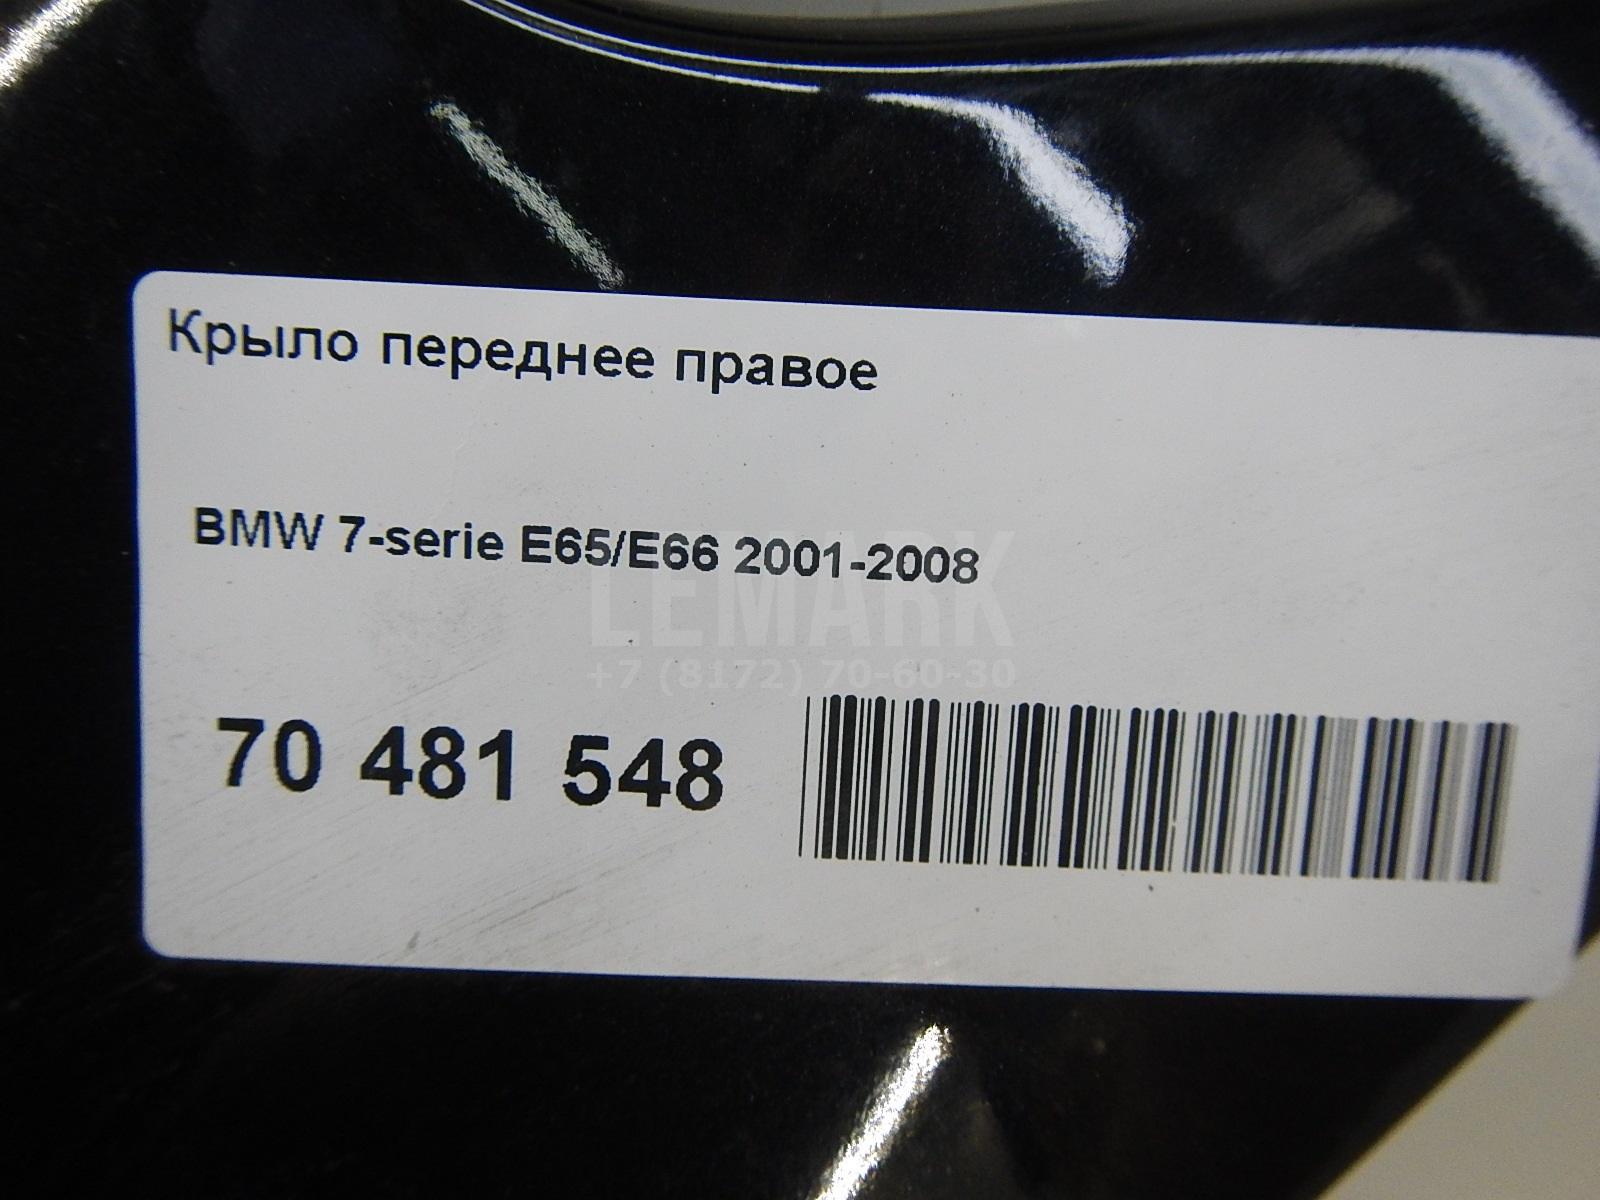 Крыло переднее правое
BMW 7-serie E65/E66 2001-2008
LEMARK
+7 (8172) 70-60-30
70 481 548